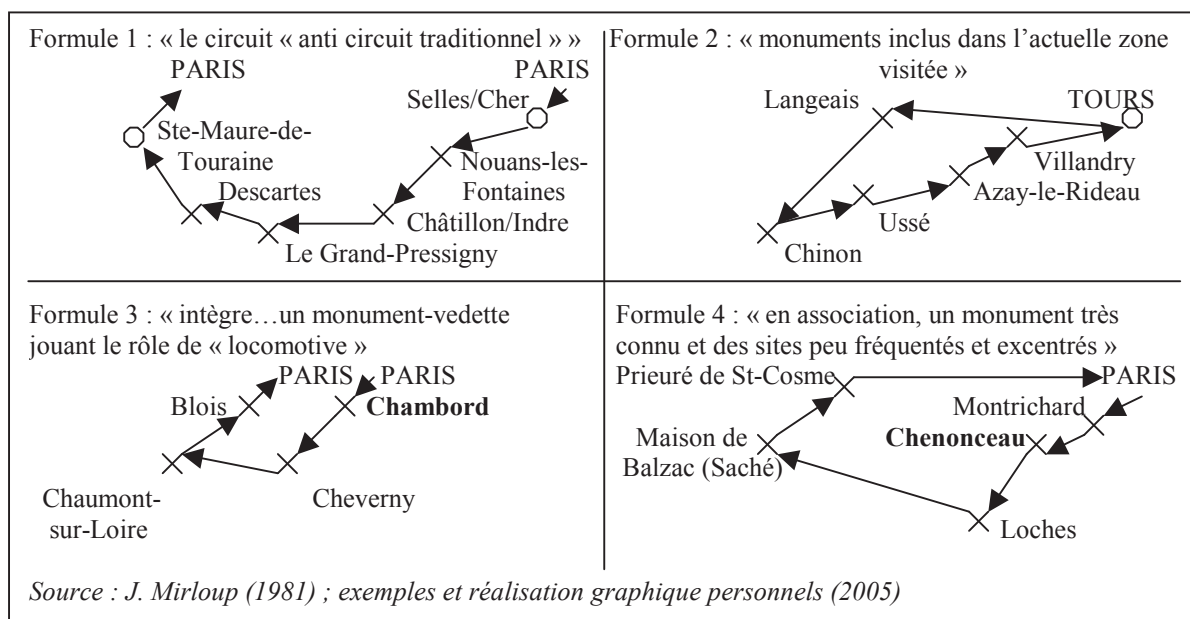 Formule 1 : « le circuit « anti circuit traditionnel » »
PARIS
PARIS
Selles/Cher
Ste-Maure-de-
Touraine
Nouans-les-
Fontaines
Descartes
Châtillon/Indre
Le Grand-Pressigny
Formule 2 : « monuments inclus dans l’actuelle zone
visitée »
Langeais
TOURS
Villandry
Azay-le-Rideau
Ussé
Chinon
Formule 3 : « intègre…un monument-vedette
jouant le rôle de « locomotive »
PARIS
PARIS
Blois
Chambord
Chaumont-
sur-Loire
Cheverny
Formule 4 : « en association, un monument très
connu et des sites peu fréquentés et excentrés »
Prieuré de St-Cosme
PARIS
Montrichard
Chenonceau
Maison de
Balzac (Saché)
Loches
Source : J. Mirloup (1981) ; exemples et réalisation graphique personnels (2005)